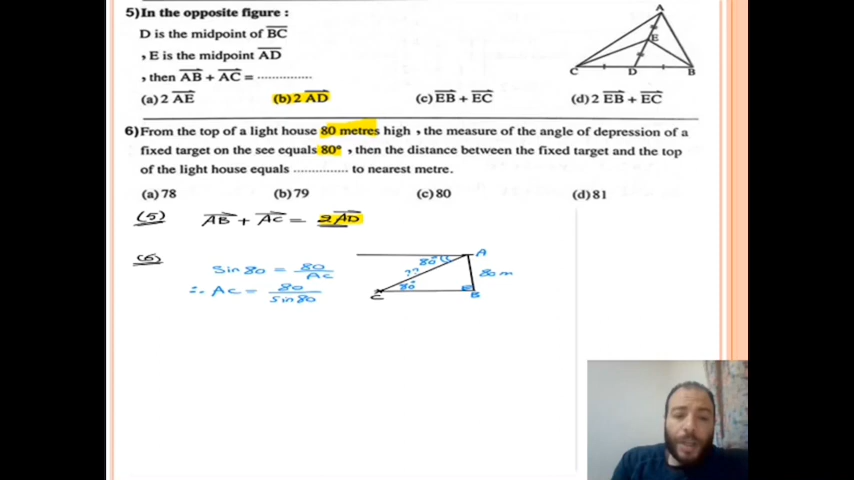 5) In the opposite figure :
D is the midpoint of BC
, E is the midpoint AD
, then AB + AC = ..............
(a) 2 AE (b) 2 AD (c) EB + EC (d) 2 EB + EC
A
E
C D B
6) From the top of a light house 80 metres high , the measure of the angle of depression of a
fixed target on the see equals 80° , then the distance between the fixed target and the top
of the light house equals .............. to nearest metre.
(a) 78 (b) 79 (c) 80 (d) 81
(5) AB + AC = 2AD
(6)
Sin 80 = 80/AC
∴ AC = 80/Sin 80
80° A
?? 80 m
80°
C B